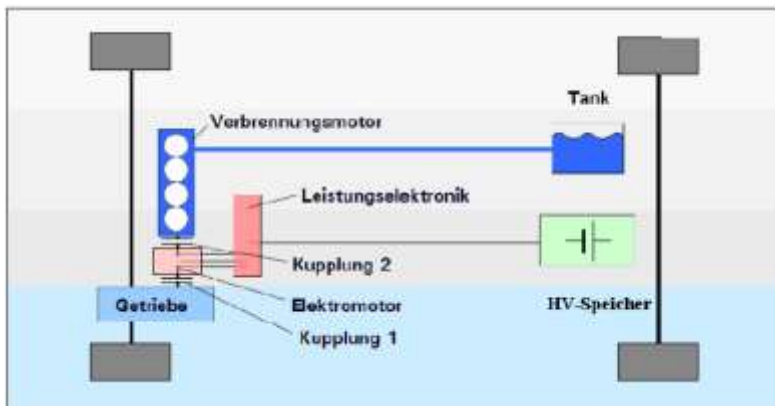 Tank
Verbrennungsmotor
Leistungselektronik
Kupplung 2
Getriebe
Elektromotor
HV-Speicher
Kupplung 1